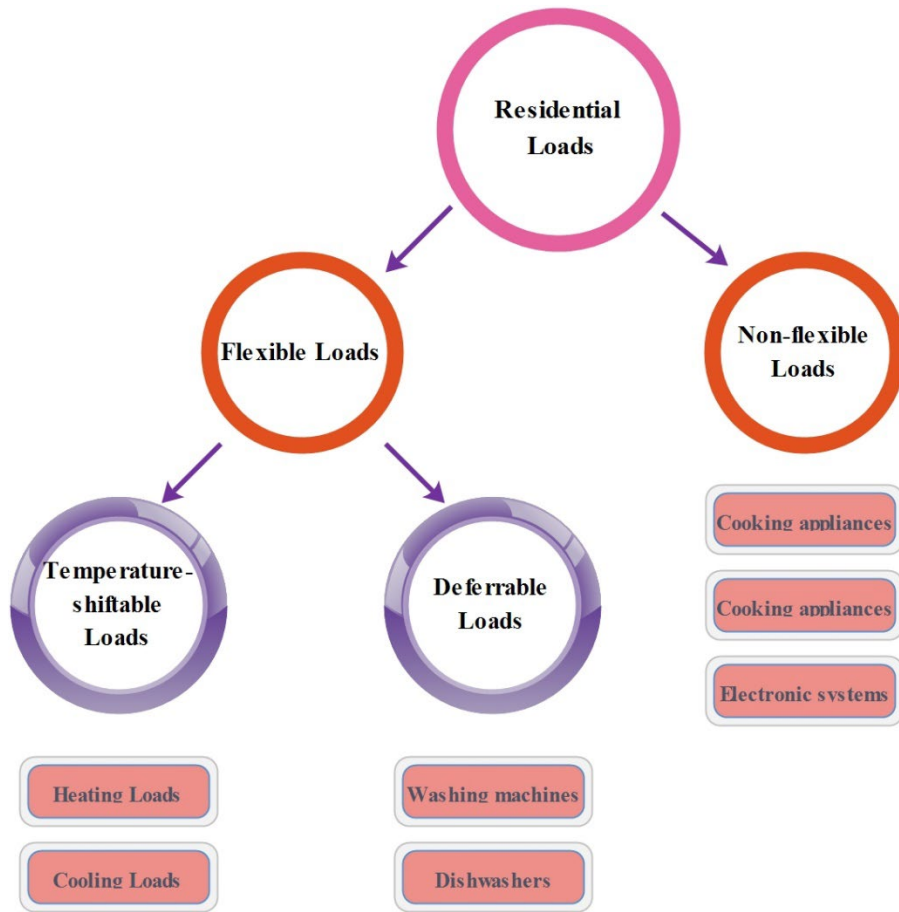 Residential
Loads
Flexible Loads
Non-flexible
Loads
Temperature-
shiftable
Loads
Deferrable
Loads
Cooking appliances
Cooking appliances
Electronic systems
Heating Loads
Cooling Loads
Washing machines
Dishwashers